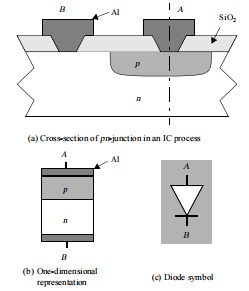 B
A
Al
SiO2
p
n
(a) Cross-section of pn-junction in an IC process
A
Al
p
n
B
A
B
(b) One-dimensional
representation
(c) Diode symbol